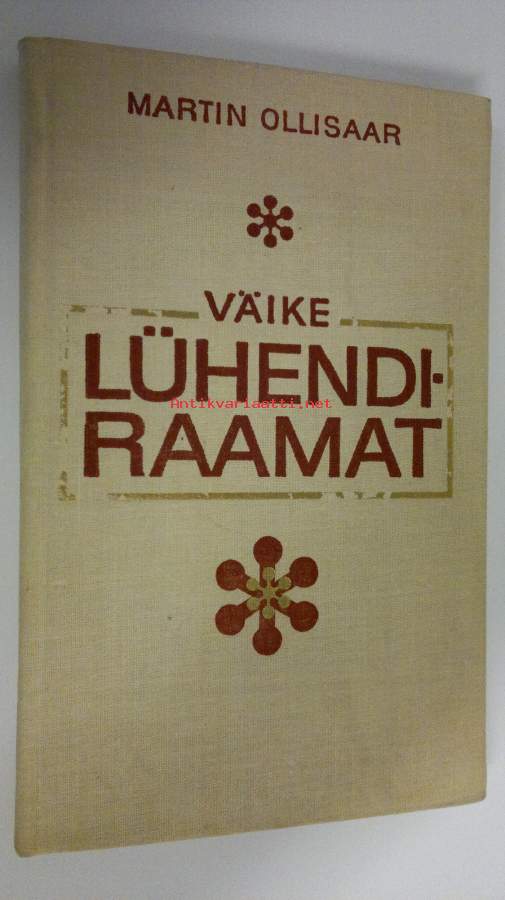 MARTIN OLLISAAR
VÄIKE
LÜHENDI-
Antikvariaatti.net
RAAMAT